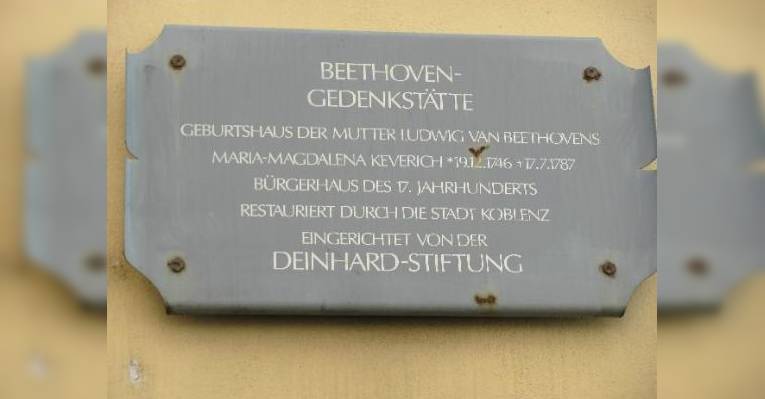 BEETHOVEN-
GEDENKSTÄTTE
GEBURTSHAUS DER MUTTER LUDWIG VAN BEETHOVENS
MARIA-MAGDALENA KEVERICH *19.12.1746 +17.7.1787
BÜRGERHAUS DES 17. JAHRHUNDERTS
RESTAURIERT DURCH DIE STADT KOBLENZ
EINGERICHTET VON DER
DEINHARD-STIFTUNG